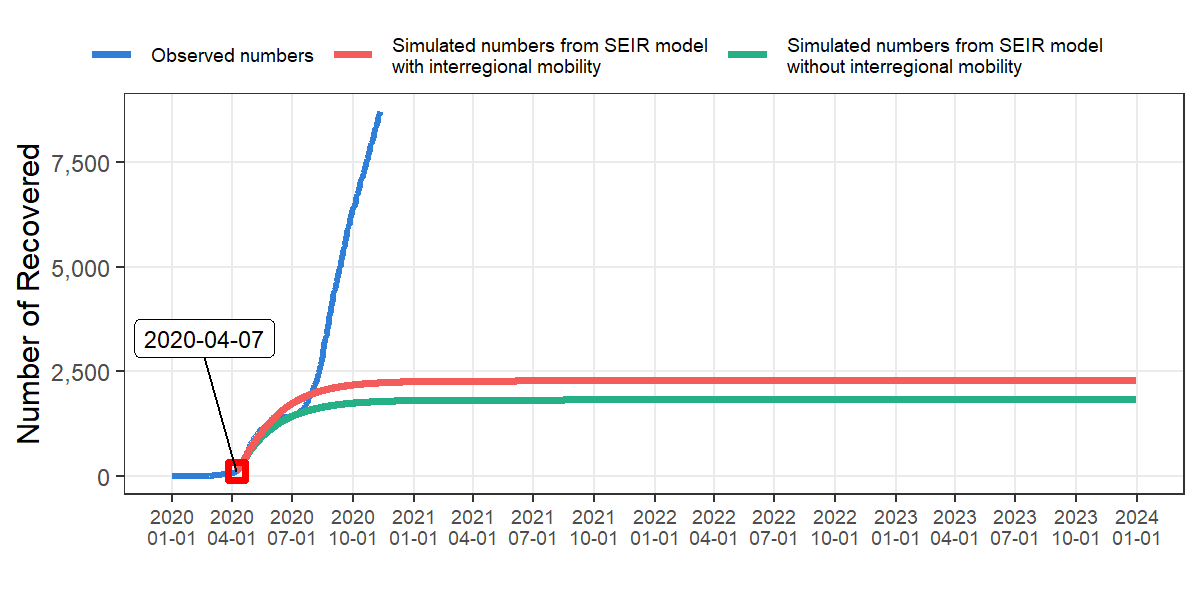 Observed numbers
Simulated numbers from SEIR model
with interregional mobility
Simulated numbers from SEIR model
without interregional mobility
Number of Recovered
7,500
5,000
2,500
0
2020-04-07
2020 2020 2020 2020 2021 2021 2021 2021 2022 2022 2022 2022 2023 2023 2023 2023 2024
01-01 04-01 07-01 10-01 01-01 04-01 07-01 10-01 01-01 04-01 07-01 10-01 01-01 04-01 07-01 10-01 01-01